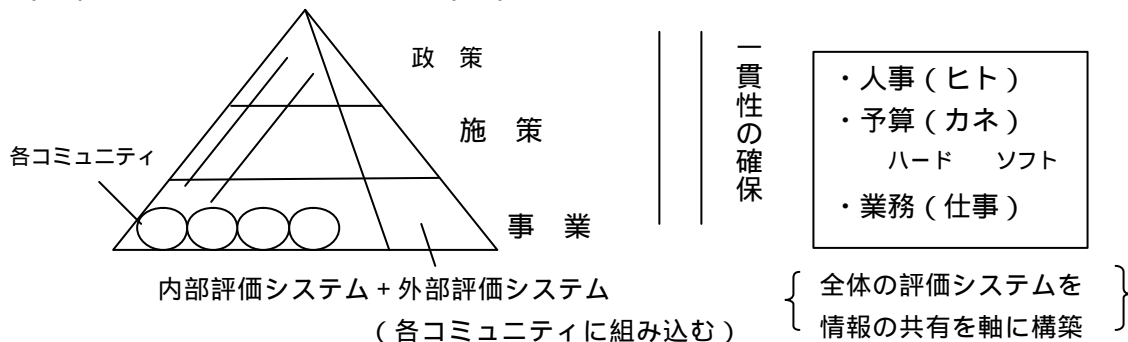 政 策
施 策
各コミュニティ
事 業
内部評価システム+外部評価システム
(各コミュニティに組み込む)
一貫性の確保
・人事(ヒト)
・予算(カネ)
ハード ソフト
・業務(仕事)
全体の評価システムを
情報の共有を軸に構築